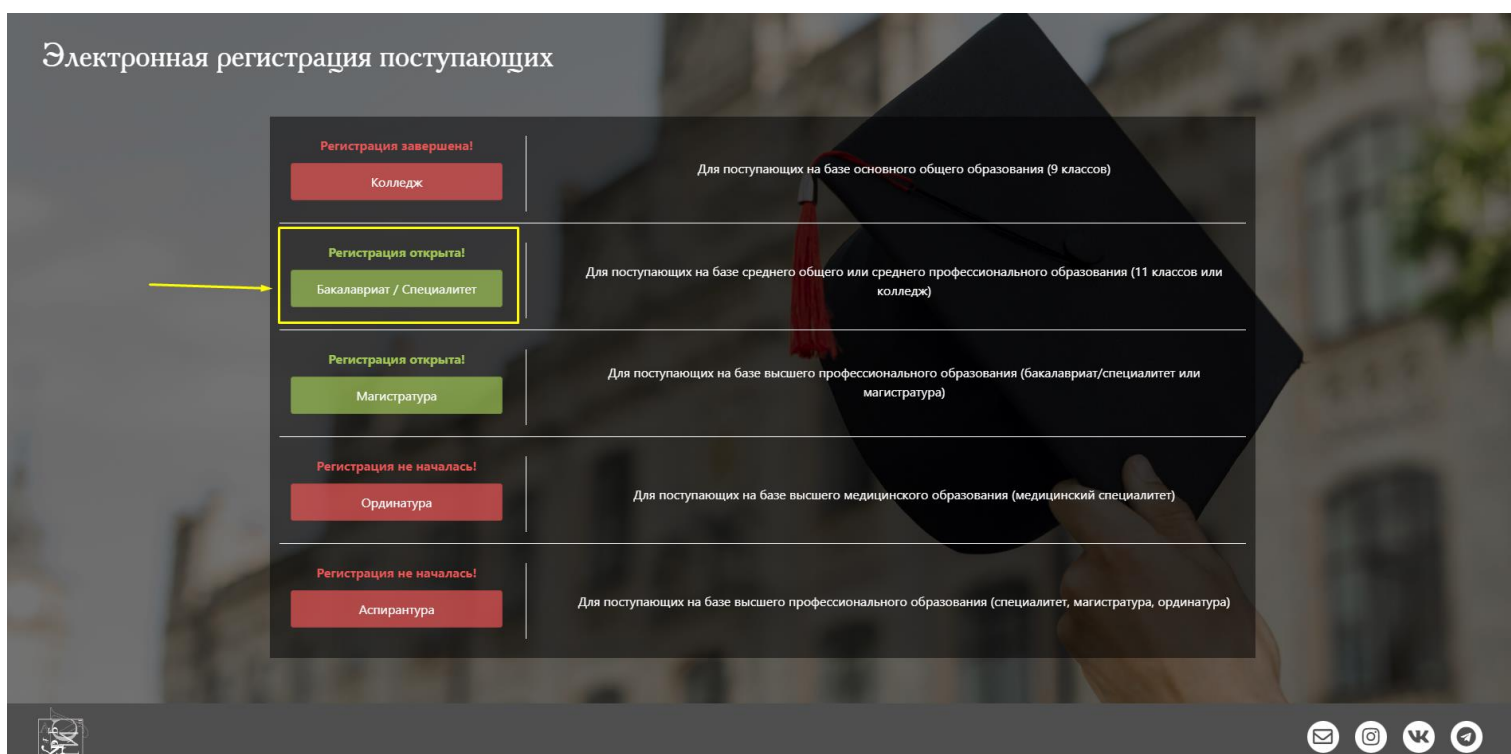 Электронная регистрация поступающих
Регистрация завершена!
Колледж
Для поступающих на базе основного общего образования (9 классов)
Регистрация открыта!
Бакалавриат / Специалитет
Для поступающих на базе среднего общего или среднего профессионального образования (11 классов или
колледж)
Регистрация открыта!
Магистратура
Для поступающих на базе высшего профессионального образования (бакалавриат/специалитет или
магистратура)
Регистрация не началась!
Ординатура
Для поступающих на базе высшего медицинского образования (медицинский специалитет)
Регистрация не началась!
Аспирантура
Для поступающих на базе высшего профессионального образования (специалитет, магистратура, ординатура)